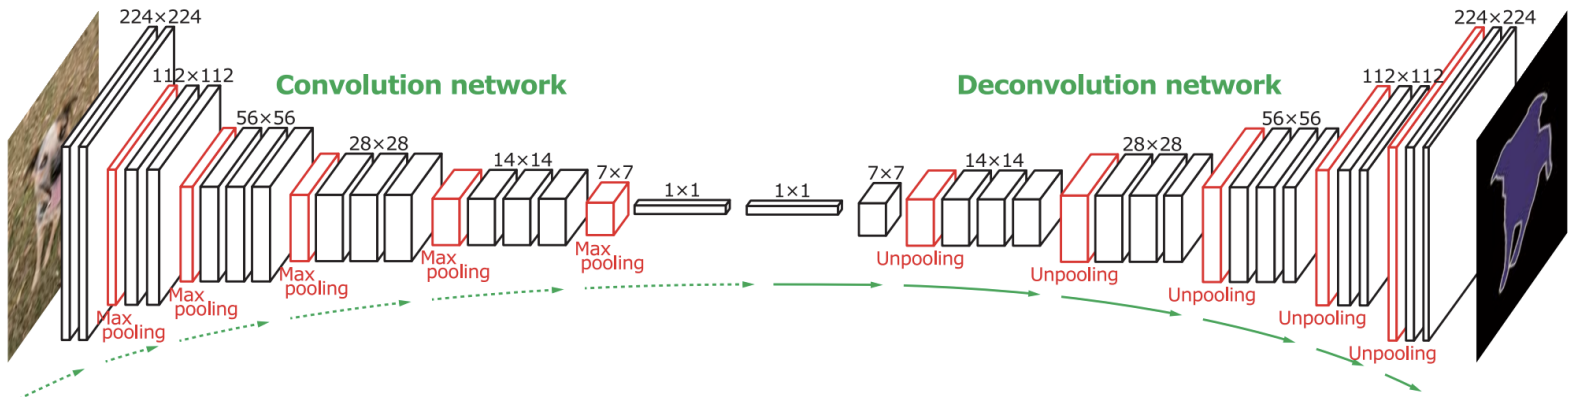 224×224
112×112
Convolution network
56×56
28×28
14×14
7×7
1×1
1×1
7×7
14×14
28×28
56×56
Deconvolution network
112×112
224×224
Max
pooling
Max
pooling
Max
pooling
Max
pooling
Max
pooling
Unpooling
Unpooling
Unpooling
Unpooling
Unpooling